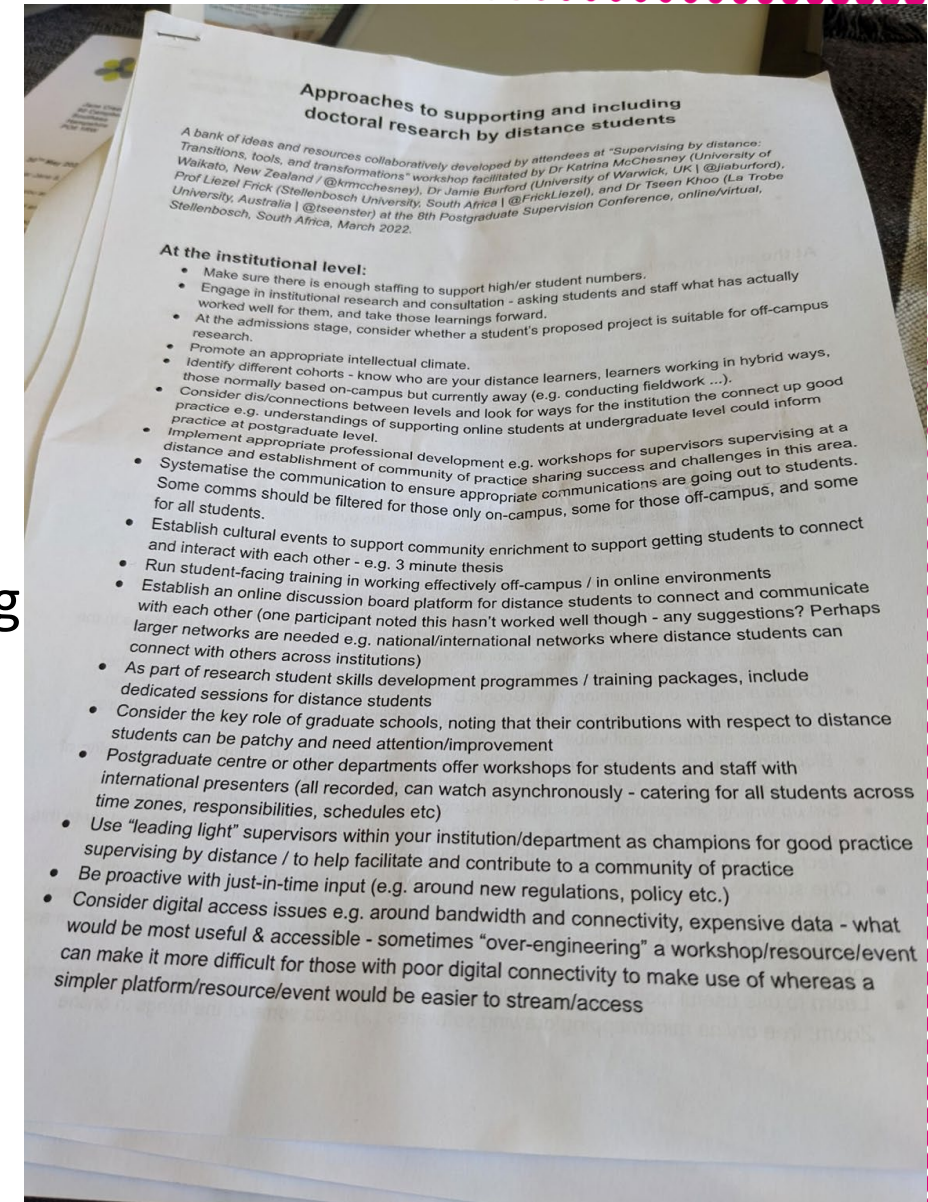 Approaches to supporting and including
doctoral research by distance students
A bank of ideas and resources collaboratively developed by attendees at "Supervising by distance:
Transitions, tools, and transformations" workshop facilitated by Dr Katrina McChesney (University of
Waikato, New Zealand / @krmcchesney), Dr Jamie Burford (University of Warwick, UK | @jiaburford),
Prof Liezel Frick (Stellenbosch University, South Africa | @FrickLiezel), and Dr Tseen Khoo (La Trobe
University, Australia | @tseenster) at the 8th Postgraduate Supervision Conference, online/virtual,
Stellenbosch, South Africa, March 2022.
At the institutional level:
• Make sure there is enough staffing to support high/er student numbers.
• Engage in institutional research and consultation - asking students and staff what has actually
worked well for them, and take those learnings forward.
• At the admissions stage, consider whether a student's proposed project is suitable for off-campus
research.
• Promote an appropriate intellectual climate.
• Identify different cohorts - know who are your distance learners, learners working in hybrid ways,
those normally based on-campus but currently away (e.g. conducting fieldwork ...).
• Consider dis/connections between levels and look for ways for the institution the connect up good
practice e.g. understandings of supporting online students at undergraduate level could inform
practice at postgraduate level.
• Implement appropriate professional development e.g. workshops for supervisors supervising at a
distance and establishment of community of practice sharing success and challenges in this area.
• Systematise the communication to ensure appropriate communications are going out to students.
Some comms should be filtered for those only on-campus, some for those off-campus, and some
for all students.
• Establish cultural events to support community enrichment to support getting students to connect
and interact with each other - e.g. 3 minute thesis
• Run student-facing training in working effectively off-campus / in online environments
• Establish an online discussion board platform for distance students to connect and communicate
with each other (one participant noted this hasn't worked well though - any suggestions? Perhaps
larger networks are needed e.g. national/international networks where distance students can
connect with others across institutions)
• As part of research student skills development programmes / training packages, include
dedicated sessions for distance students
• Consider the key role of graduate schools, noting that their contributions with respect to distance
students can be patchy and need attention/improvement
• Postgraduate centre or other departments offer workshops for students and staff with
international presenters (all recorded, can watch asynchronously - catering for all students across
time zones, responsibilities, schedules etc)
• Use "leading light" supervisors within your institution/department as champions for good practice
supervising by distance / to help facilitate and contribute to a community of practice
• Be proactive with just-in-time input (e.g. around new regulations, policy etc.)
• Consider digital access issues e.g. around bandwidth and connectivity, expensive data - what
would be most useful & accessible - sometimes "over-engineering" a workshop/resource/event
can make it more difficult for those with poor digital connectivity to make use of whereas a
simpler platform/resource/event would be easier to stream/access
g